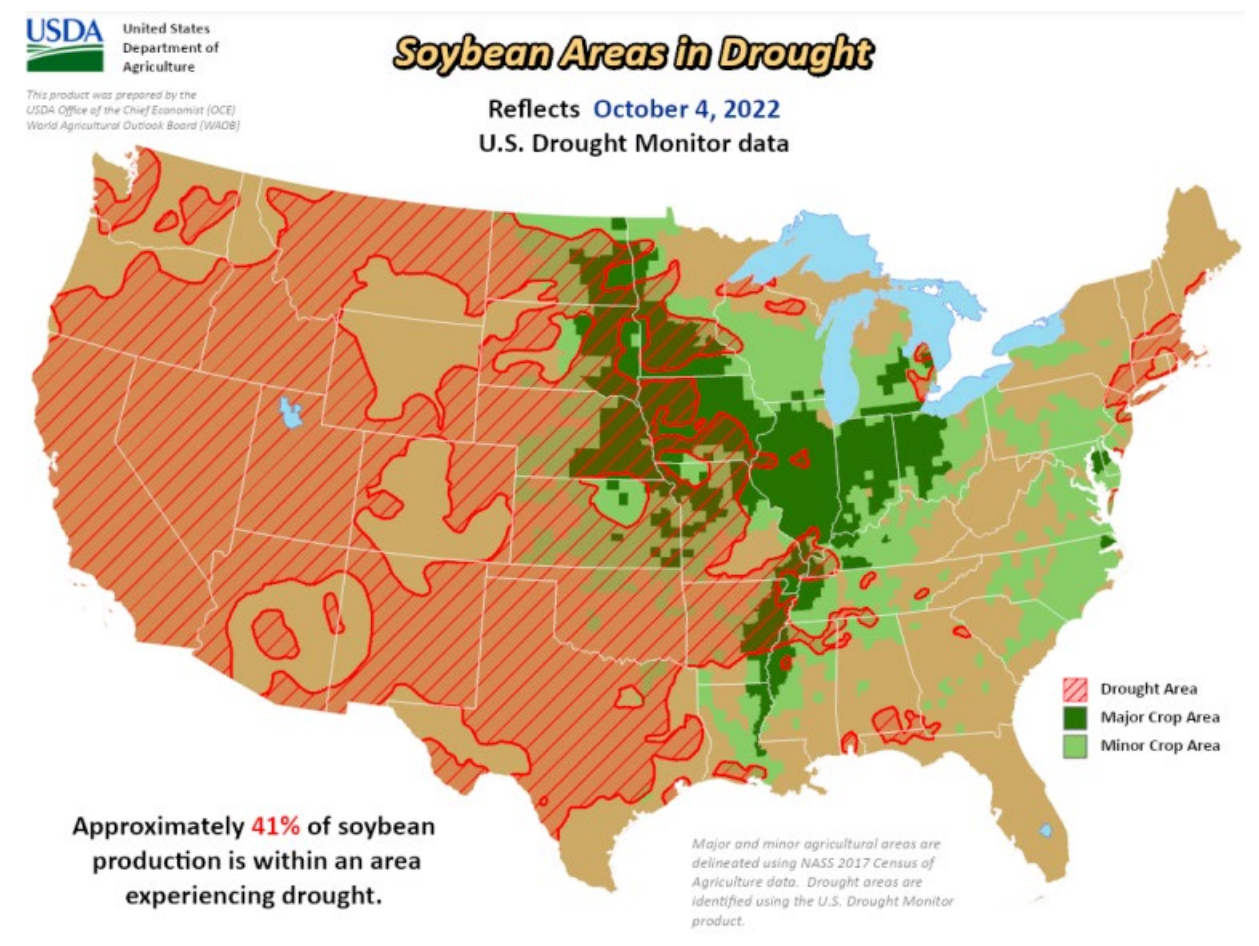 USDA
United States
Department of
Agriculture
This product was prepared by the
USDA Office of the Chief Economist (OCE)
World Agricultural Outlook Board (WAOB)
Soybean Areas in Drought
Reflects October 4, 2022
U.S. Drought Monitor data
Drought Area
Major Crop Area
Minor Crop Area
Approximately 41% of soybean
production is within an area
experiencing drought.
Major and minor agricultural areas are
delineated using NASS 2017 Census of
Agriculture data. Drought areas are
identified using the U.S. Drought Monitor
product.